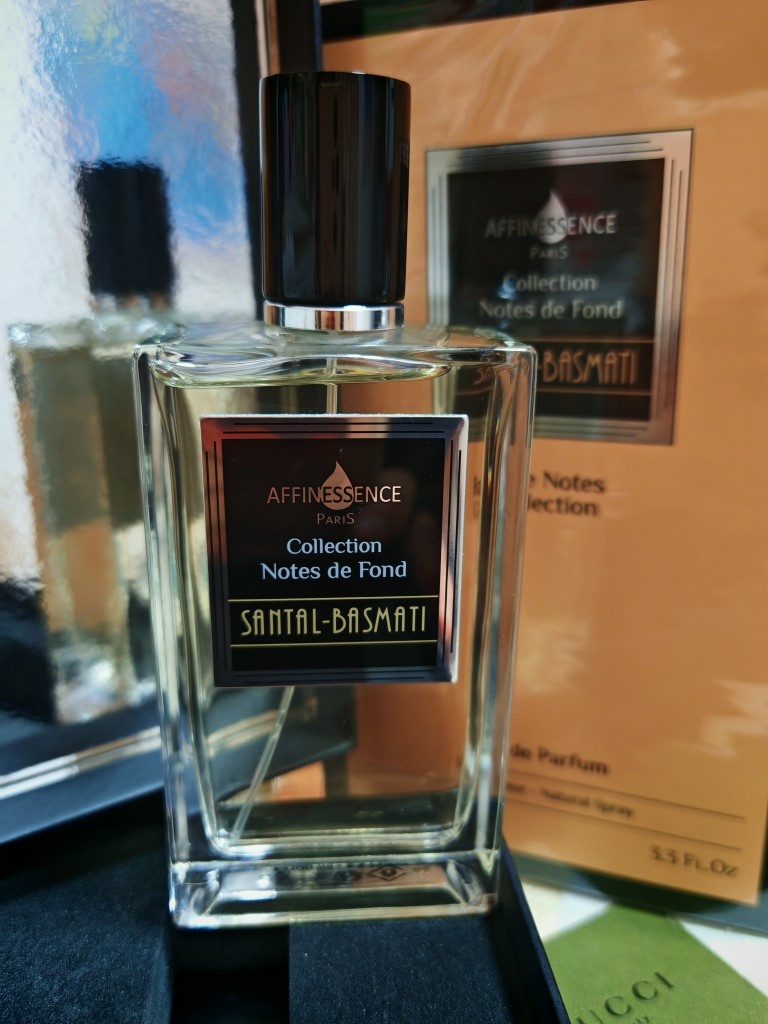 AFFINESSENCE
PARIS
Collection
Notes de Fond
SANTAL-BASMATI
AFFINESSENCE
PARIS
Collection
Notes de Fond
-BASMATI
Notes
de Parfum
Natural Spray
3.3 Fl.Oz